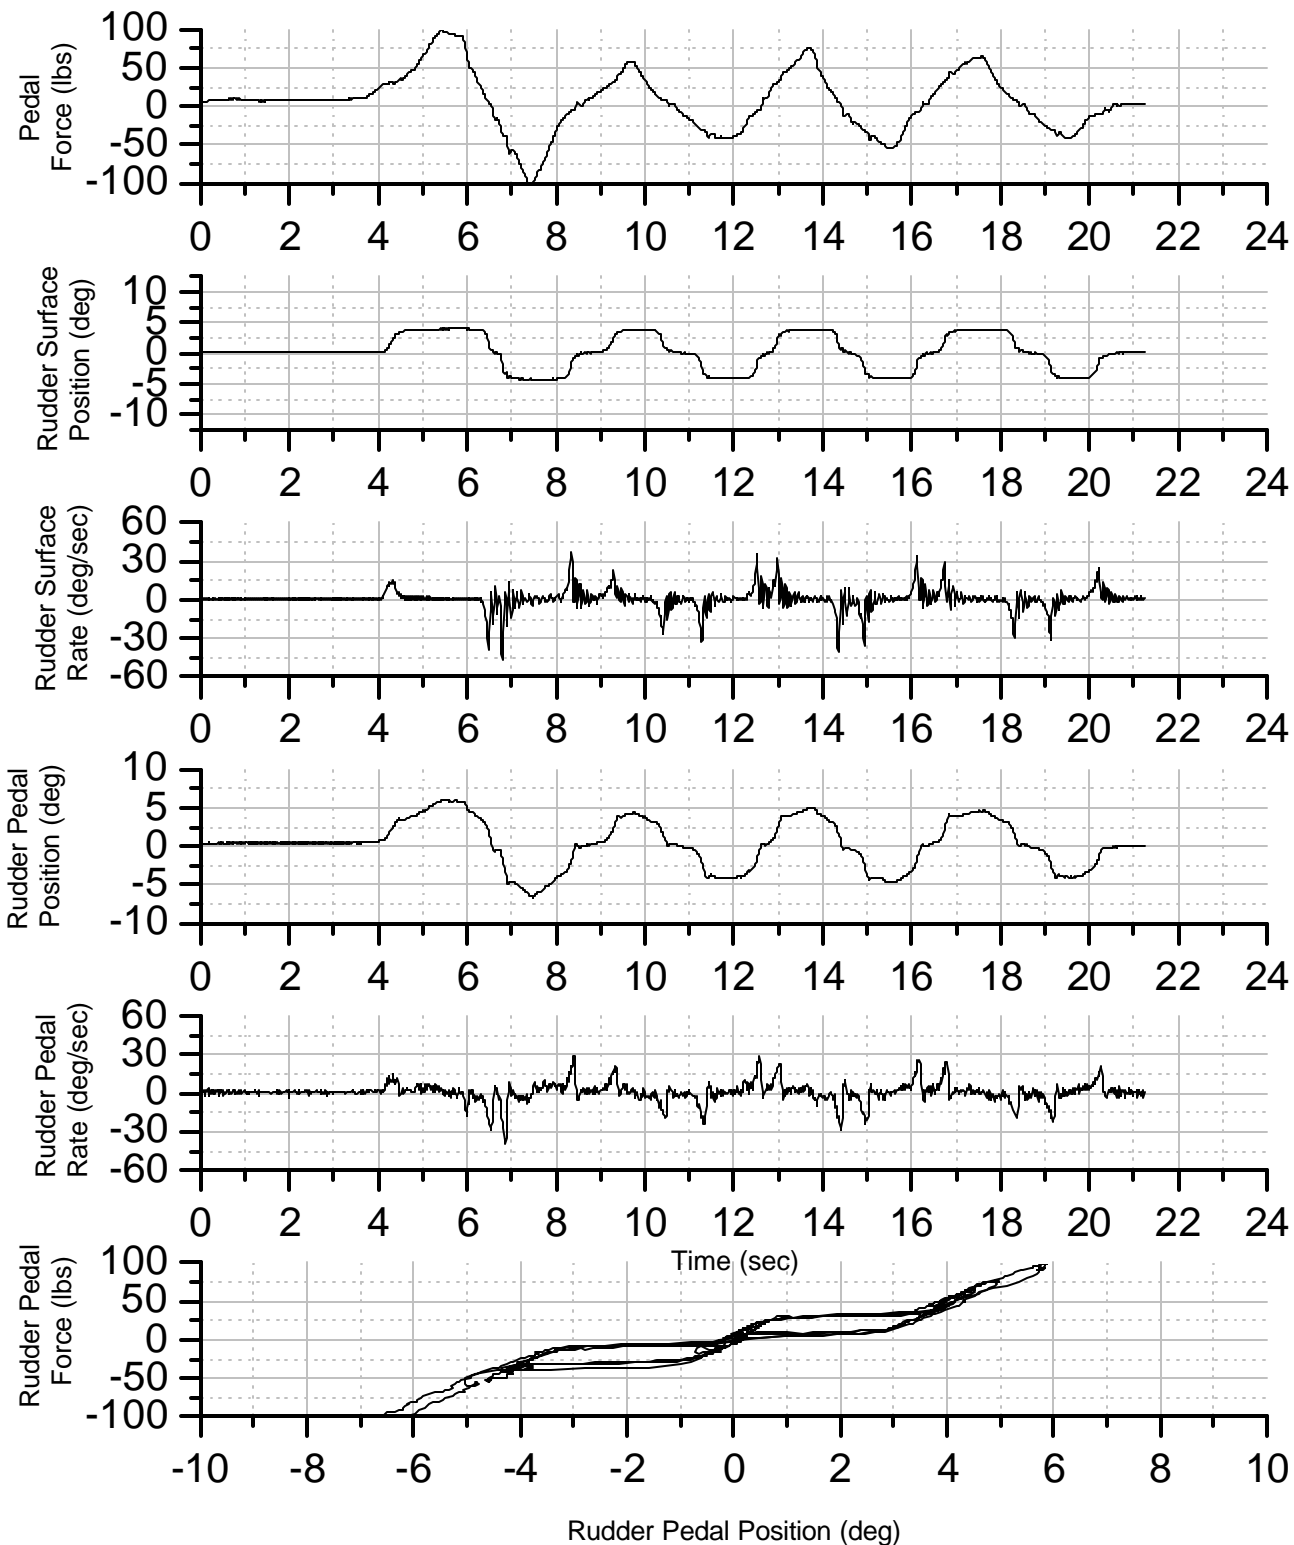 Pedal
Force (lbs)
100
50
0
-50
-100
0 2 4 6 8 10 12 14 16 18 20 22 24
Rudder Surface
Position (deg)
10
5
0
-5
-10
0 2 4 6 8 10 12 14 16 18 20 22 24
Rudder Surface
Rate (deg/sec)
60
30
0
-30
-60
0 2 4 6 8 10 12 14 16 18 20 22 24
Rudder Pedal
Position (deg)
10
5
0
-5
-10
0 2 4 6 8 10 12 14 16 18 20 22 24
Rudder Pedal
Rate (deg/sec)
60
30
0
-30
-60
0 2 4 6 8 10 12 14 16 18 20 22 24
Time (sec)
Rudder Pedal
Force (lbs)
100
50
0
-50
-100
-10 -8 -6 -4 -2 0 2 4 6 8 10
Rudder Pedal Position (deg)